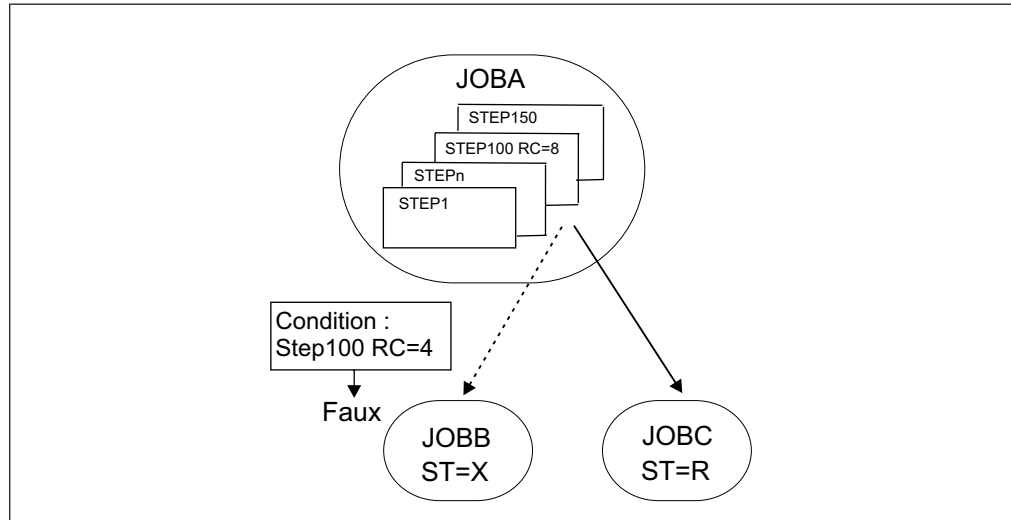 JOBA
STEP150
STEP100 RC=8
STEPn
STEP1
Condition :
Step100 RC=4
Faux
JOBB
ST=X
JOBC
ST=R